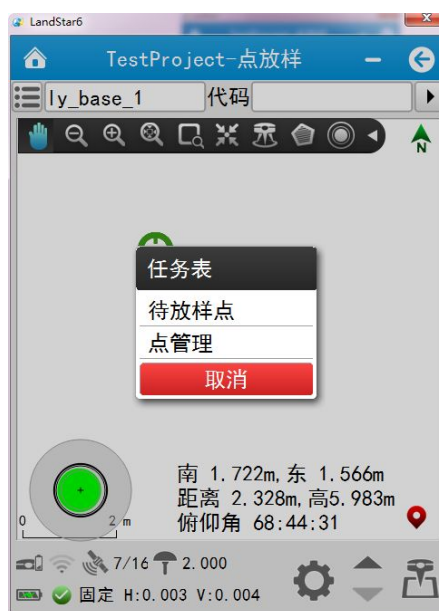 LandStar6
TestProject-点放样
ly_base_1 代码
N
任务表
待放样点
点管理
取消
南 1.722m, 东 1.566m
距离 2.328m, 高5.983m
0 2 m 俯仰角 68:44:31
7/16 2.000
固定 H:0.003 V:0.004